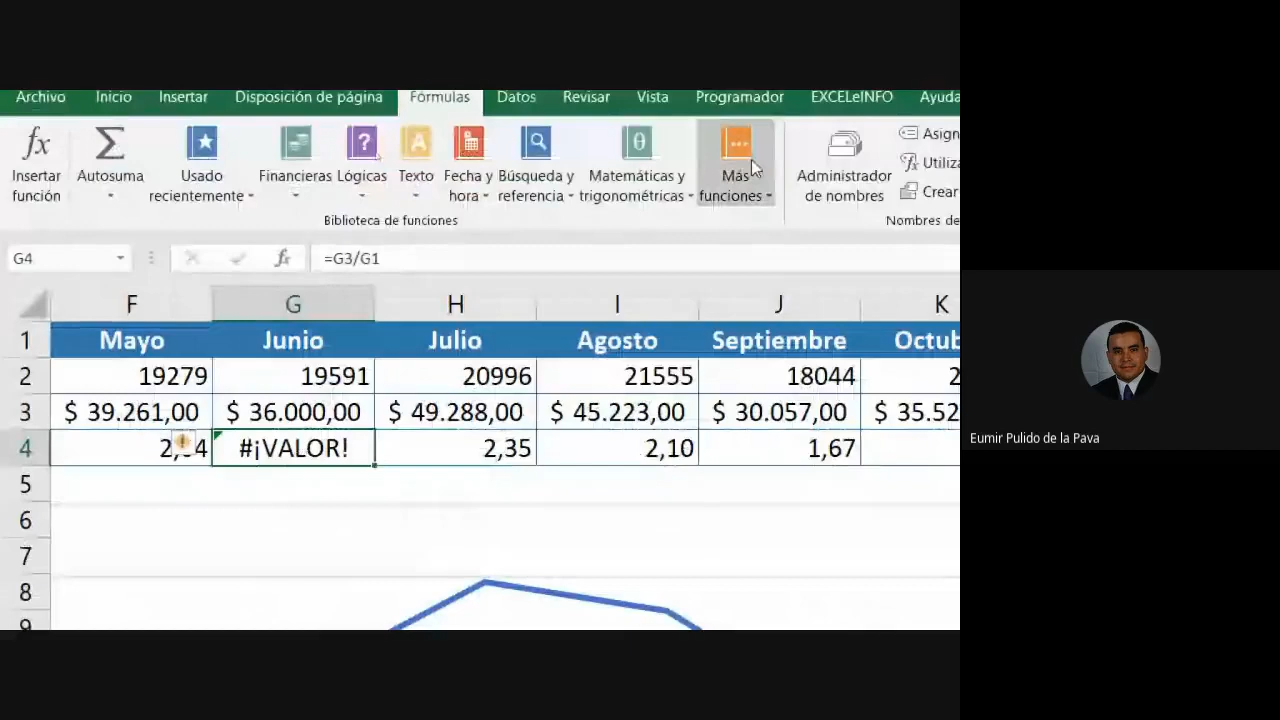 Archivo Inicio Insertar Disposición de página Fórmulas Datos Revisar Vista Programador EXCELeINFO Ayuda
Insertar función
Autosuma
Usado recientemente
Financieras
Lógicas
Texto
Fecha y hora
Búsqueda y referencia
Matemáticas y trigonométricas
Más funciones
Administrador de nombres
Asign
Utiliza
Crear
Biblioteca de funciones
Nombres de
G4 fx =G3/G1
F G H I J K
1 Mayo Junio Julio Agosto Septiembre Octub
2 19279 19591 20996 21555 18044 2
3 $ 39.261,00 $ 36.000,00 $ 49.288,00 $ 45.223,00 $ 30.057,00 $ 35.52
4 #¡VALOR! 2,35 2,10 1,67
5
6
7
8
9
Eumir Pulido de la Pava